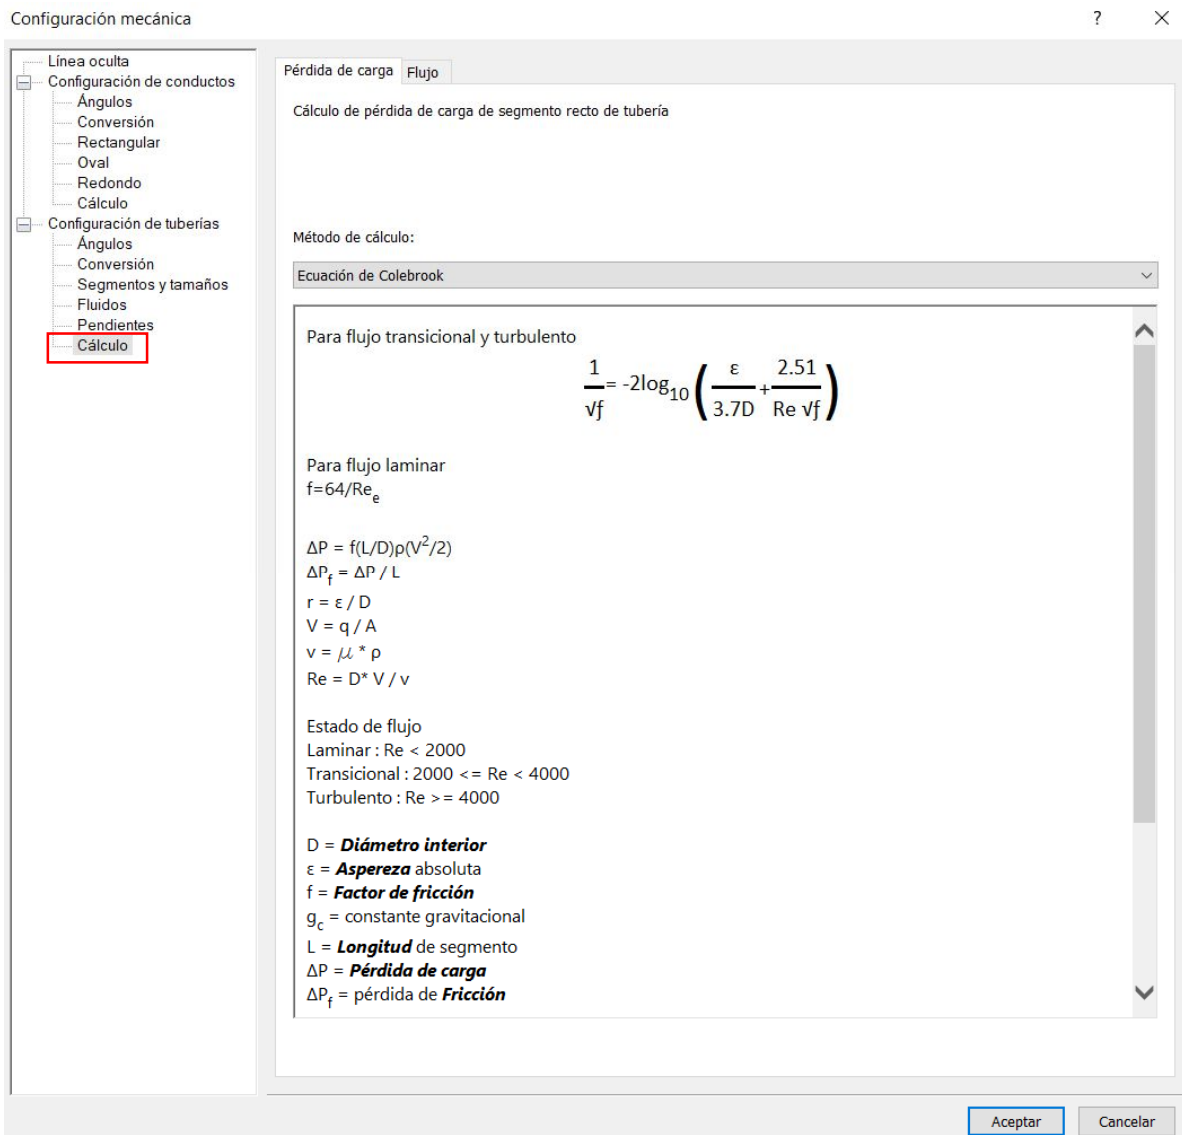 Configuración mecánica
?
Línea oculta
Configuración de conductos
Ángulos
Conversión
Rectangular
Oval
Redondo
Cálculo
Configuración de tuberías
Ángulos
Conversión
Segmentos y tamaños
Fluidos
Pendientes
Cálculo
Pérdida de carga Flujo
Cálculo de pérdida de carga de segmento recto de tubería
Método de cálculo:
Ecuación de Colebrook
Para flujo transicional y turbulento
1/√f = -2log₁₀ (ε/3.7D + 2.51/Re √f)
Para flujo laminar
f=64/Reₑ
ΔP = f(L/D)ρ(V²/2)
ΔP_f = ΔP / L
r = ε / D
V = q / A
v = μ * ρ
Re = D* V / v
Estado de flujo
Laminar : Re < 2000
Transicional : 2000 <= Re < 4000
Turbulento : Re >= 4000
D = Diámetro interior
ε = Aspereza absoluta
f = Factor de fricción
g_c = constante gravitacional
L = Longitud de segmento
ΔP = Pérdida de carga
ΔP_f = pérdida de Fricción
Aceptar Cancelar